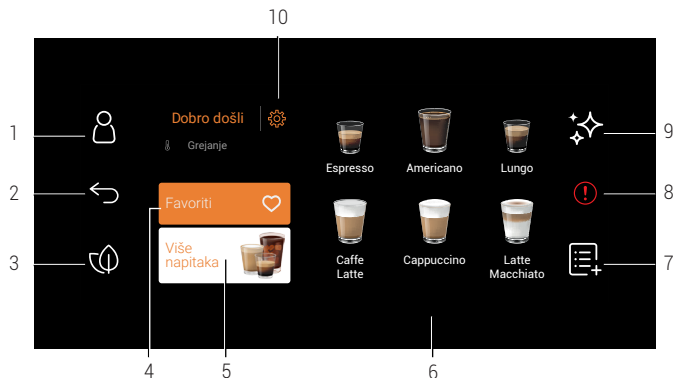 10
Dobro došli
Grejanje
1
2
3
Favoriti
Više
napitaka
Espresso
Americano
Lungo
Caffe
Latte
Cappuccino
Latte
Macchiato
9
8
7
4
5
6